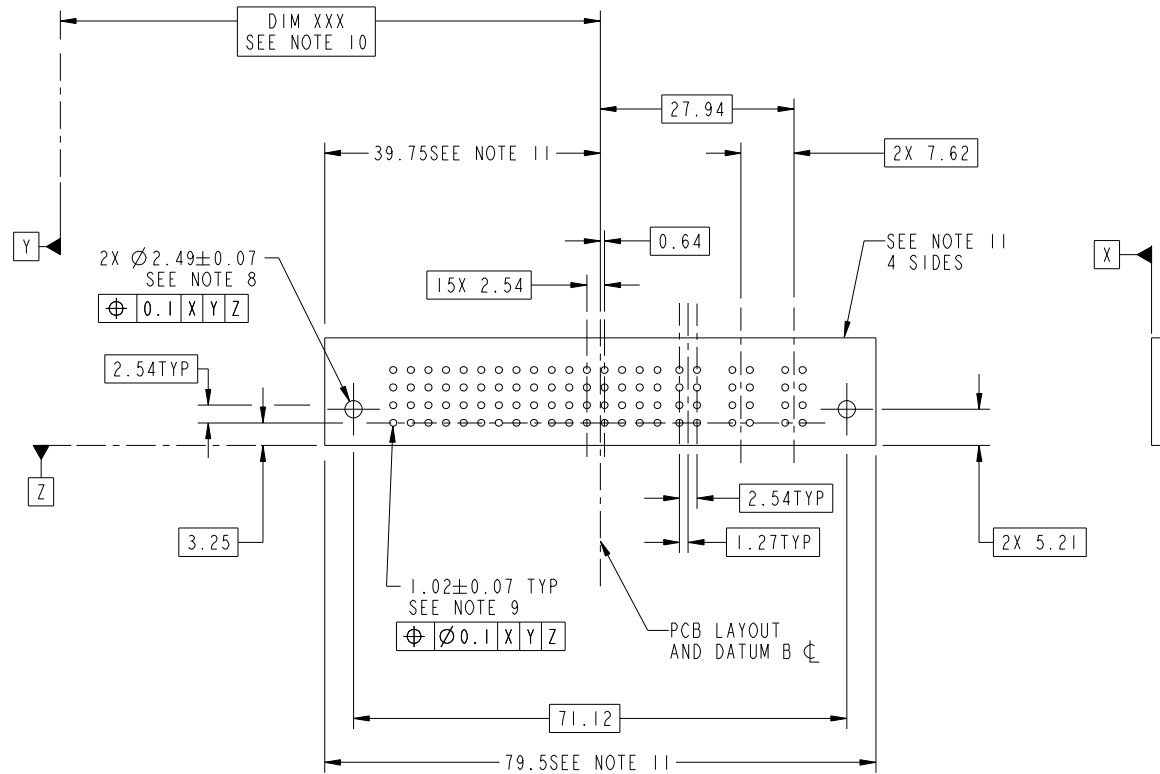 DIM XXX
SEE NOTE 10
27.94
39.75SEE NOTE 11
2X 7.62
Y
0.64
SEE NOTE 11
4 SIDES
X
2X Ø2.49±0.07
SEE NOTE 8
⌖ 0.1 X Y Z
15X 2.54
2.54TYP
Z
2.54TYP
3.25
1.27TYP
2X 5.21
1.02±0.07 TYP
SEE NOTE 9
⌖ Ø0.1 X Y Z
PCB LAYOUT
AND DATUM B ℄
71.12
79.5SEE NOTE 11